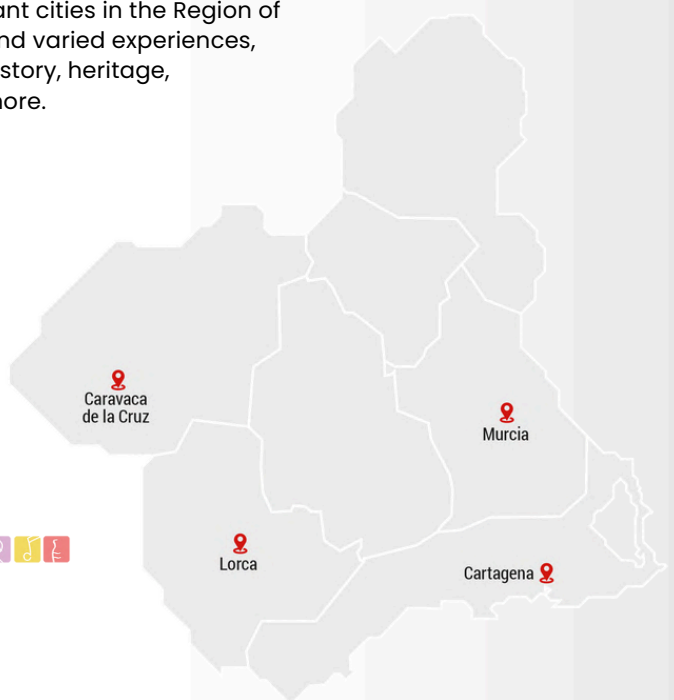 ant cities in the Region of
nd varied experiences,
story, heritage,
nore.
Caravaca
de la Cruz
Murcia
Lorca
Cartagena